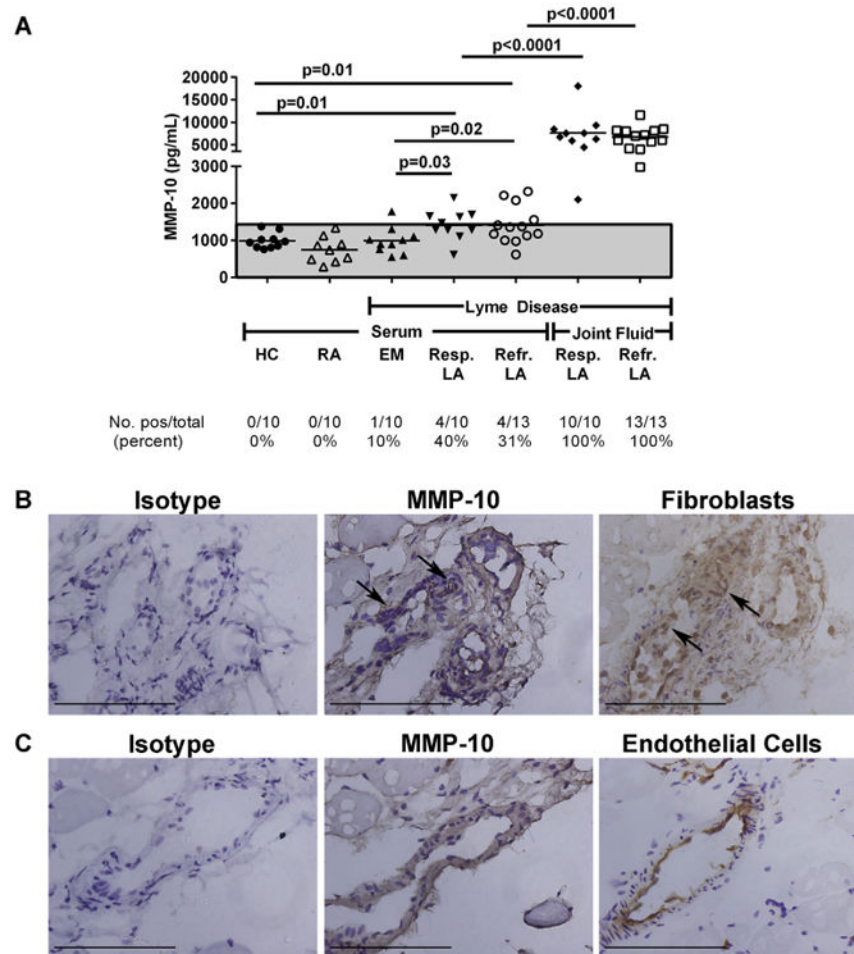 A
p<0.0001
p<0.0001
p=0.01
p=0.01
p=0.02
p=0.03
MMP-10 (pg/mL)
20000
15000
10000
5000
3000
2000
1000
0
Lyme Disease
Serum
Joint Fluid
HC RA EM Resp. LA Refr. LA Resp. LA Refr. LA
No. pos/total 0/10 0/10 1/10 4/10 4/13 10/10 13/13
(percent) 0% 0% 10% 40% 31% 100% 100%
B
Isotype MMP-10 Fibroblasts
C
Isotype MMP-10 Endothelial Cells